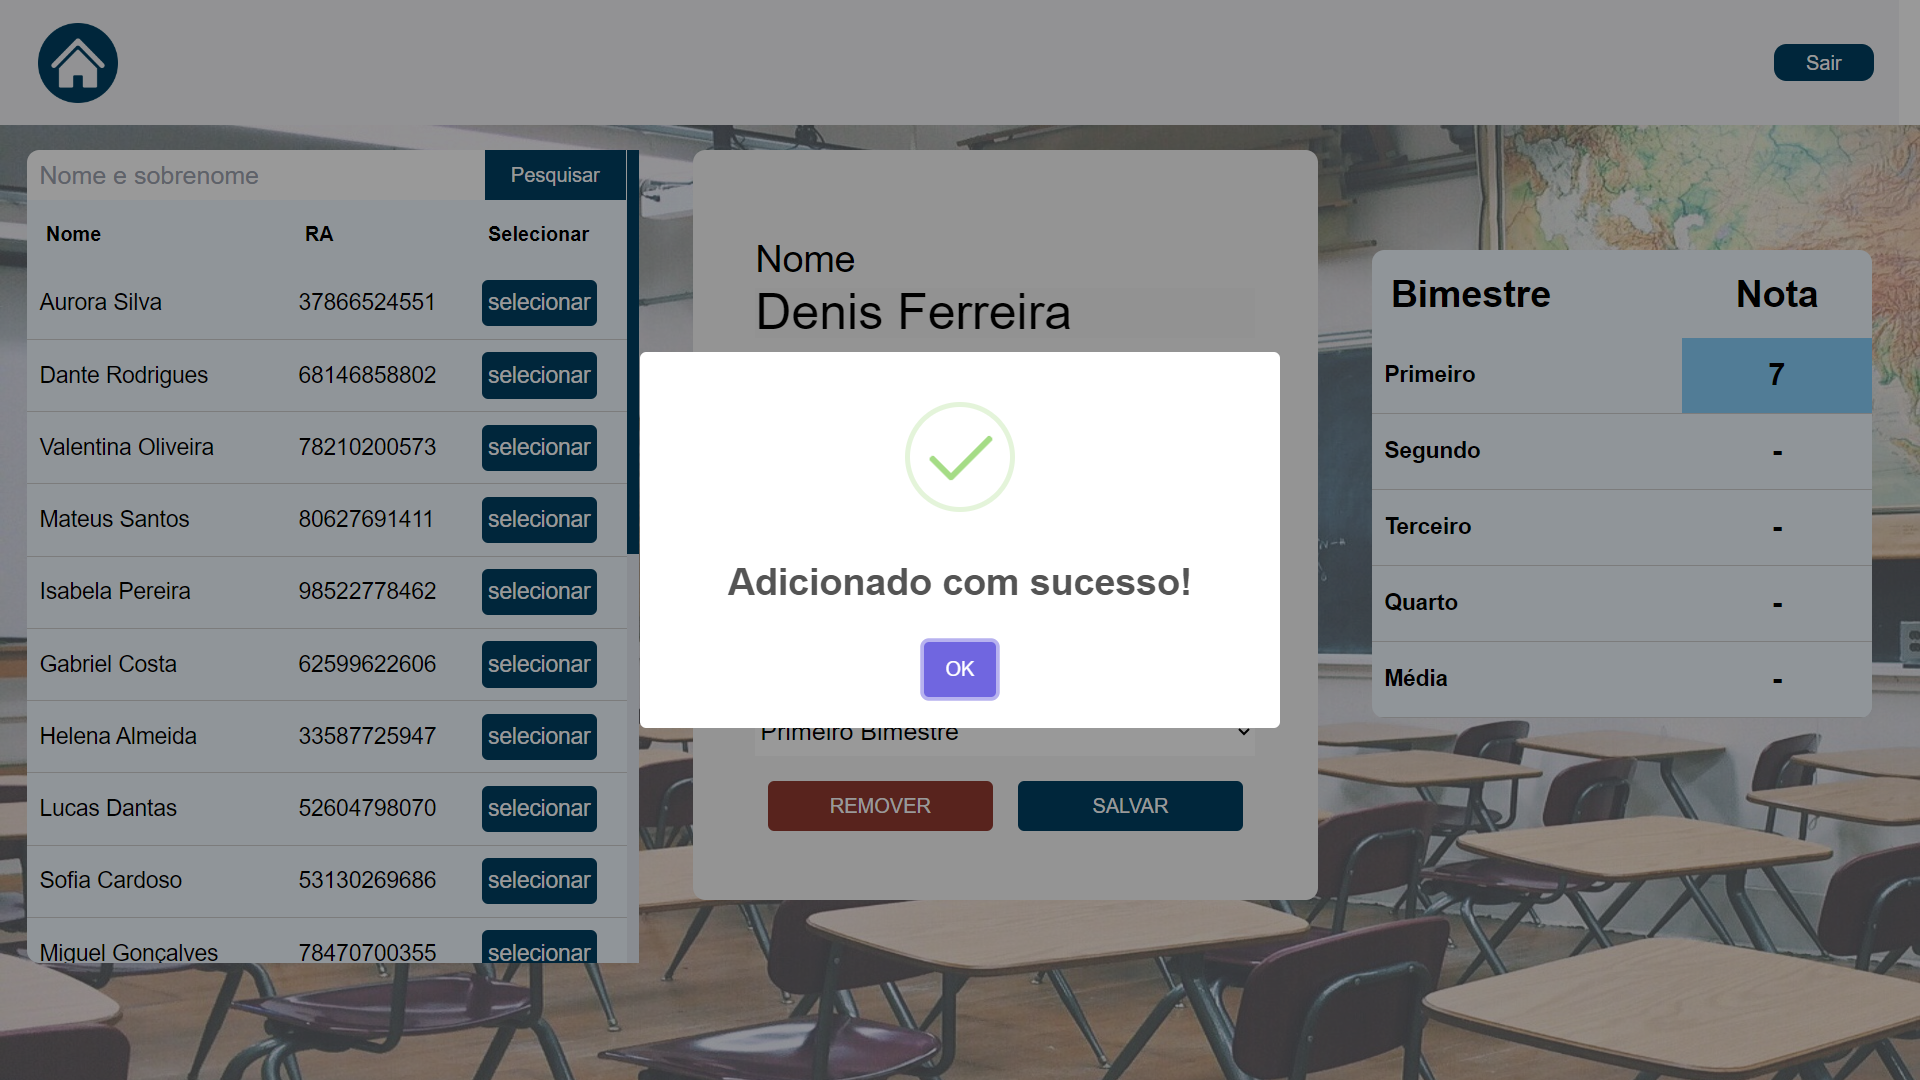 Sair
Nome e sobrenome Pesquisar
Nome RA Selecionar
Aurora Silva 37866524551 selecionar
Dante Rodrigues 68146858802 selecionar
Valentina Oliveira 78210200573 selecionar
Mateus Santos 80627691411 selecionar
Isabela Pereira 98522778462 selecionar
Gabriel Costa 62599622606 selecionar
Helena Almeida 33587725947 selecionar
Lucas Dantas 52604798070 selecionar
Sofia Cardoso 53130269686 selecionar
Miguel Gonçalves 78470700355 selecionar
Nome
Denis Ferreira
Adicionado com sucesso!
OK
Primeiro Bimestre
REMOVER SALVAR
Bimestre Nota
Primeiro 7
Segundo -
Terceiro -
Quarto -
Média -